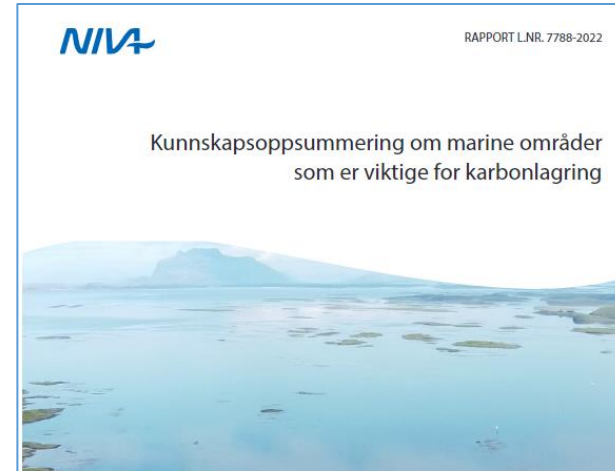 NIVA
RAPPORT L.NR. 7788-2022
Kunnskapsoppsummering om marine områder
som er viktige for karbonlagring